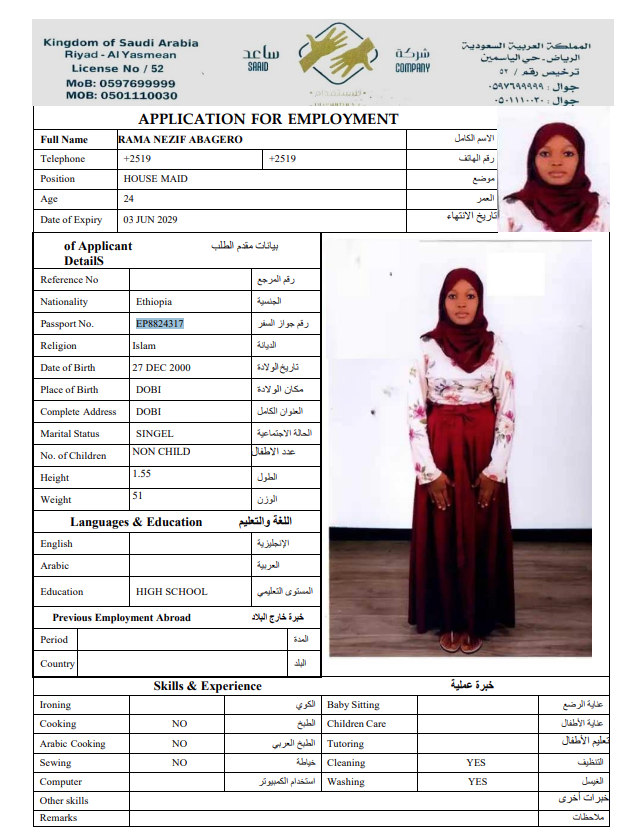 Kingdom of Saudi Arabia
Riyad - Al Yasmean
License No / 52
MoB: 0597699999
MOB: 0501110030
ساعد
SAAID
شركة
COMPANY
المملكة العربية السعودية
الرياض - حي الياسمين
ترخيص رقم / ٥٢
جوال : ٠٥٩٧٦٩٩٩٩٩
جوال : ٠٥٠١١١٠٠٣٠
APPLICATION FOR EMPLOYMENT
Full Name RAMA NEZIF ABAGERO الاسم الكامل
Telephone +2519 +2519 رقم الهاتف
Position HOUSE MAID موضع
Age 24 العمر
Date of Expiry 03 JUN 2029 تاريخ الانتهاء
of Applicant بيانات مقدم الطلب
DetailS
Reference No رقم المرجع
Nationality Ethiopia الجنسية
Passport No. EP8824317 رقم جواز السفر
Religion Islam الديانة
Date of Birth 27 DEC 2000 تاريخ الولادة
Place of Birth DOBI مكان الولادة
Complete Address DOBI العنوان الكامل
Marital Status SINGEL الحالة الاجتماعية
No. of Children NON CHILD عدد الاطفال
Height 1.55 الطول
Weight 51 الوزن
Languages & Education اللغة والتعليم
English الإنجليزية
Arabic العربية
Education HIGH SCHOOL المستوى التعليمي
Previous Employment Abroad خبرة خارج البلاد
Period المدة
Country البلد
Skills & Experience خبرة عملية
Ironing الكوي Baby Sitting عناية الرضع
Cooking NO الطبخ Children Care عناية الأطفال
Arabic Cooking NO الطبخ العربي Tutoring تعليم الأطفال
Sewing NO خياطة Cleaning YES التنظيف
Computer استخدام الكمبيوتر Washing YES الغيسل
Other skills خبرات أخرى
Remarks ملاحظات